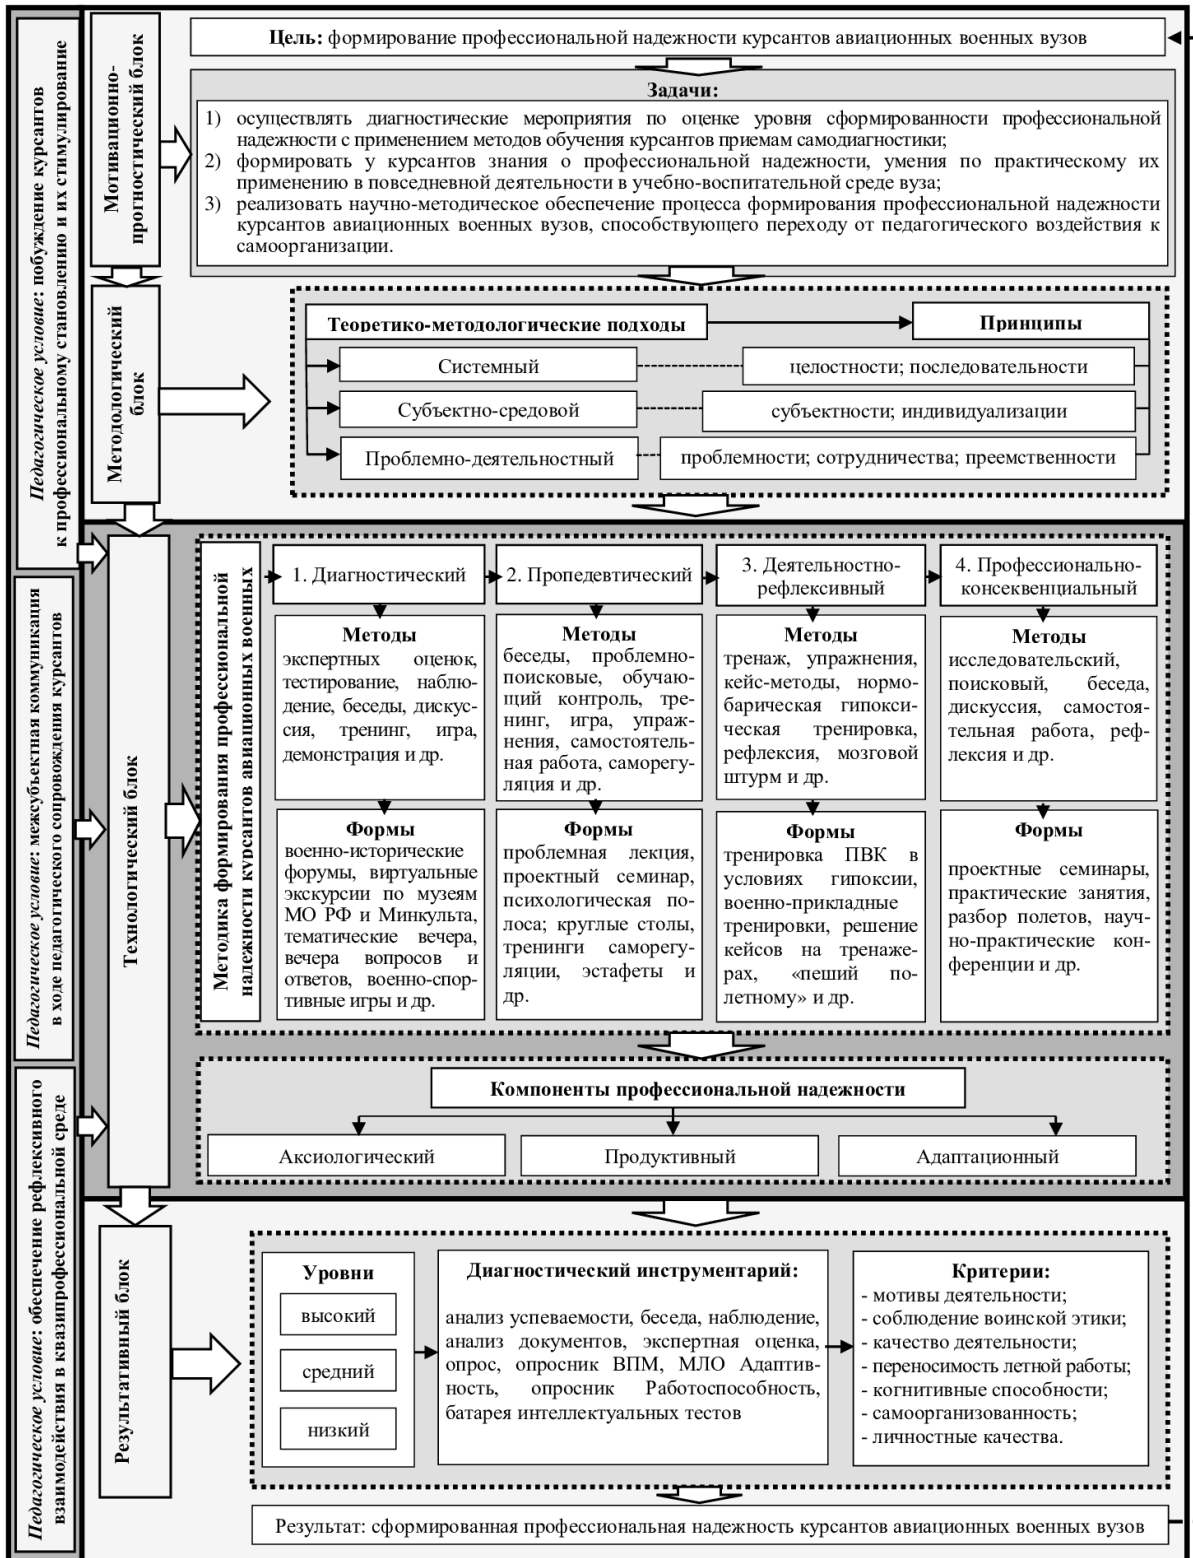 Педагогическое условие: побуждение курсантов
к профессиональному становлению и их стимулирование
Педагогическое условие: межсубъектная коммуникация
в ходе педагогического сопровождения курсантов
Педагогическое условие: обеспечение рефлексивного
взаимодействия в квазипрофессиональной среде
Мотивационно-
прогностический блок
Цель: формирование профессиональной надежности курсантов авиационных военных вузов
Задачи:
1) осуществлять диагностические мероприятия по оценке уровня сформированности профессиональной
надежности с применением методов обучения курсантов приемам самодиагностики;
2) формировать у курсантов знания о профессиональной надежности, умения по практическому их
применению в повседневной деятельности в учебно-воспитательной среде вуза;
3) реализовать научно-методическое обеспечение процесса формирования профессиональной надежности
курсантов авиационных военных вузов, способствующего переходу от педагогического воздействия к
самоорганизации.
Методологический
блок
Теоретико-методологические подходы
Принципы
Системный
целостности; последовательности
Субъектно-средовой
субъектности; индивидуализации
Проблемно-деятельностный
проблемности; сотрудничества; преемственности
Технологический блок
Методика формирования профессиональной
надежности курсантов авиационных военных
1. Диагностический
Методы
экспертных оценок,
тестирование, наблю-
дение, беседы, дискус-
сия, тренинг, игра,
демонстрация и др.
Формы
военно-исторические
форумы, виртуальные
экскурсии по музеям
МО РФ и Минкульта,
тематические вечера,
вечера вопросов и
ответов, военно-спор-
тивные игры и др.
2. Пропедевтический
Методы
беседы, проблемно-
поисковые, обучаю-
щий контроль, тре-
нинг, игра, упраж-
нения, самостоятель-
ная работа, саморегу-
ляция и др.
Формы
проблемная лекция,
проектный семинар,
психологическая по-
лоса; круглые столы,
тренинги саморегу-
ляции, эстафеты и
др.
3. Деятельностно-
рефлексивный
Методы
тренаж, упражнения,
кейс-методы, нормо-
барическая гипокси-
ческая тренировка,
рефлексия, мозговой
штурм и др.
Формы
тренировка ПВК в
условиях гипоксии,
военно-прикладные
тренировки, решение
кейсов на тренаже-
рах, «пеший по-
летному» и др.
4. Профессионально-
консеквенциальный
Методы
исследовательский,
поисковый, беседа,
дискуссия, самостоя-
тельная работа, реф-
лексия и др.
Формы
проектные семинары,
практические занятия,
разбор полетов, науч-
но-практические кон-
ференции и др.
Компоненты профессиональной надежности
Аксиологический
Продуктивный
Адаптационный
Результативный блок
Уровни
высокий
средний
низкий
Диагностический инструментарий:
анализ успеваемости, беседа, наблюдение,
анализ документов, экспертная оценка,
опрос, опросник ВПМ, МЛО Адаптив-
ность, опросник Работоспособность,
батарея интеллектуальных тестов
Критерии:
- мотивы деятельности;
- соблюдение воинской этики;
- качество деятельности;
- переносимость летной работы;
- когнитивные способности;
- самоорганизованность;
- личностные качества.
Результат: сформированная профессиональная надежность курсантов авиационных военных вузов